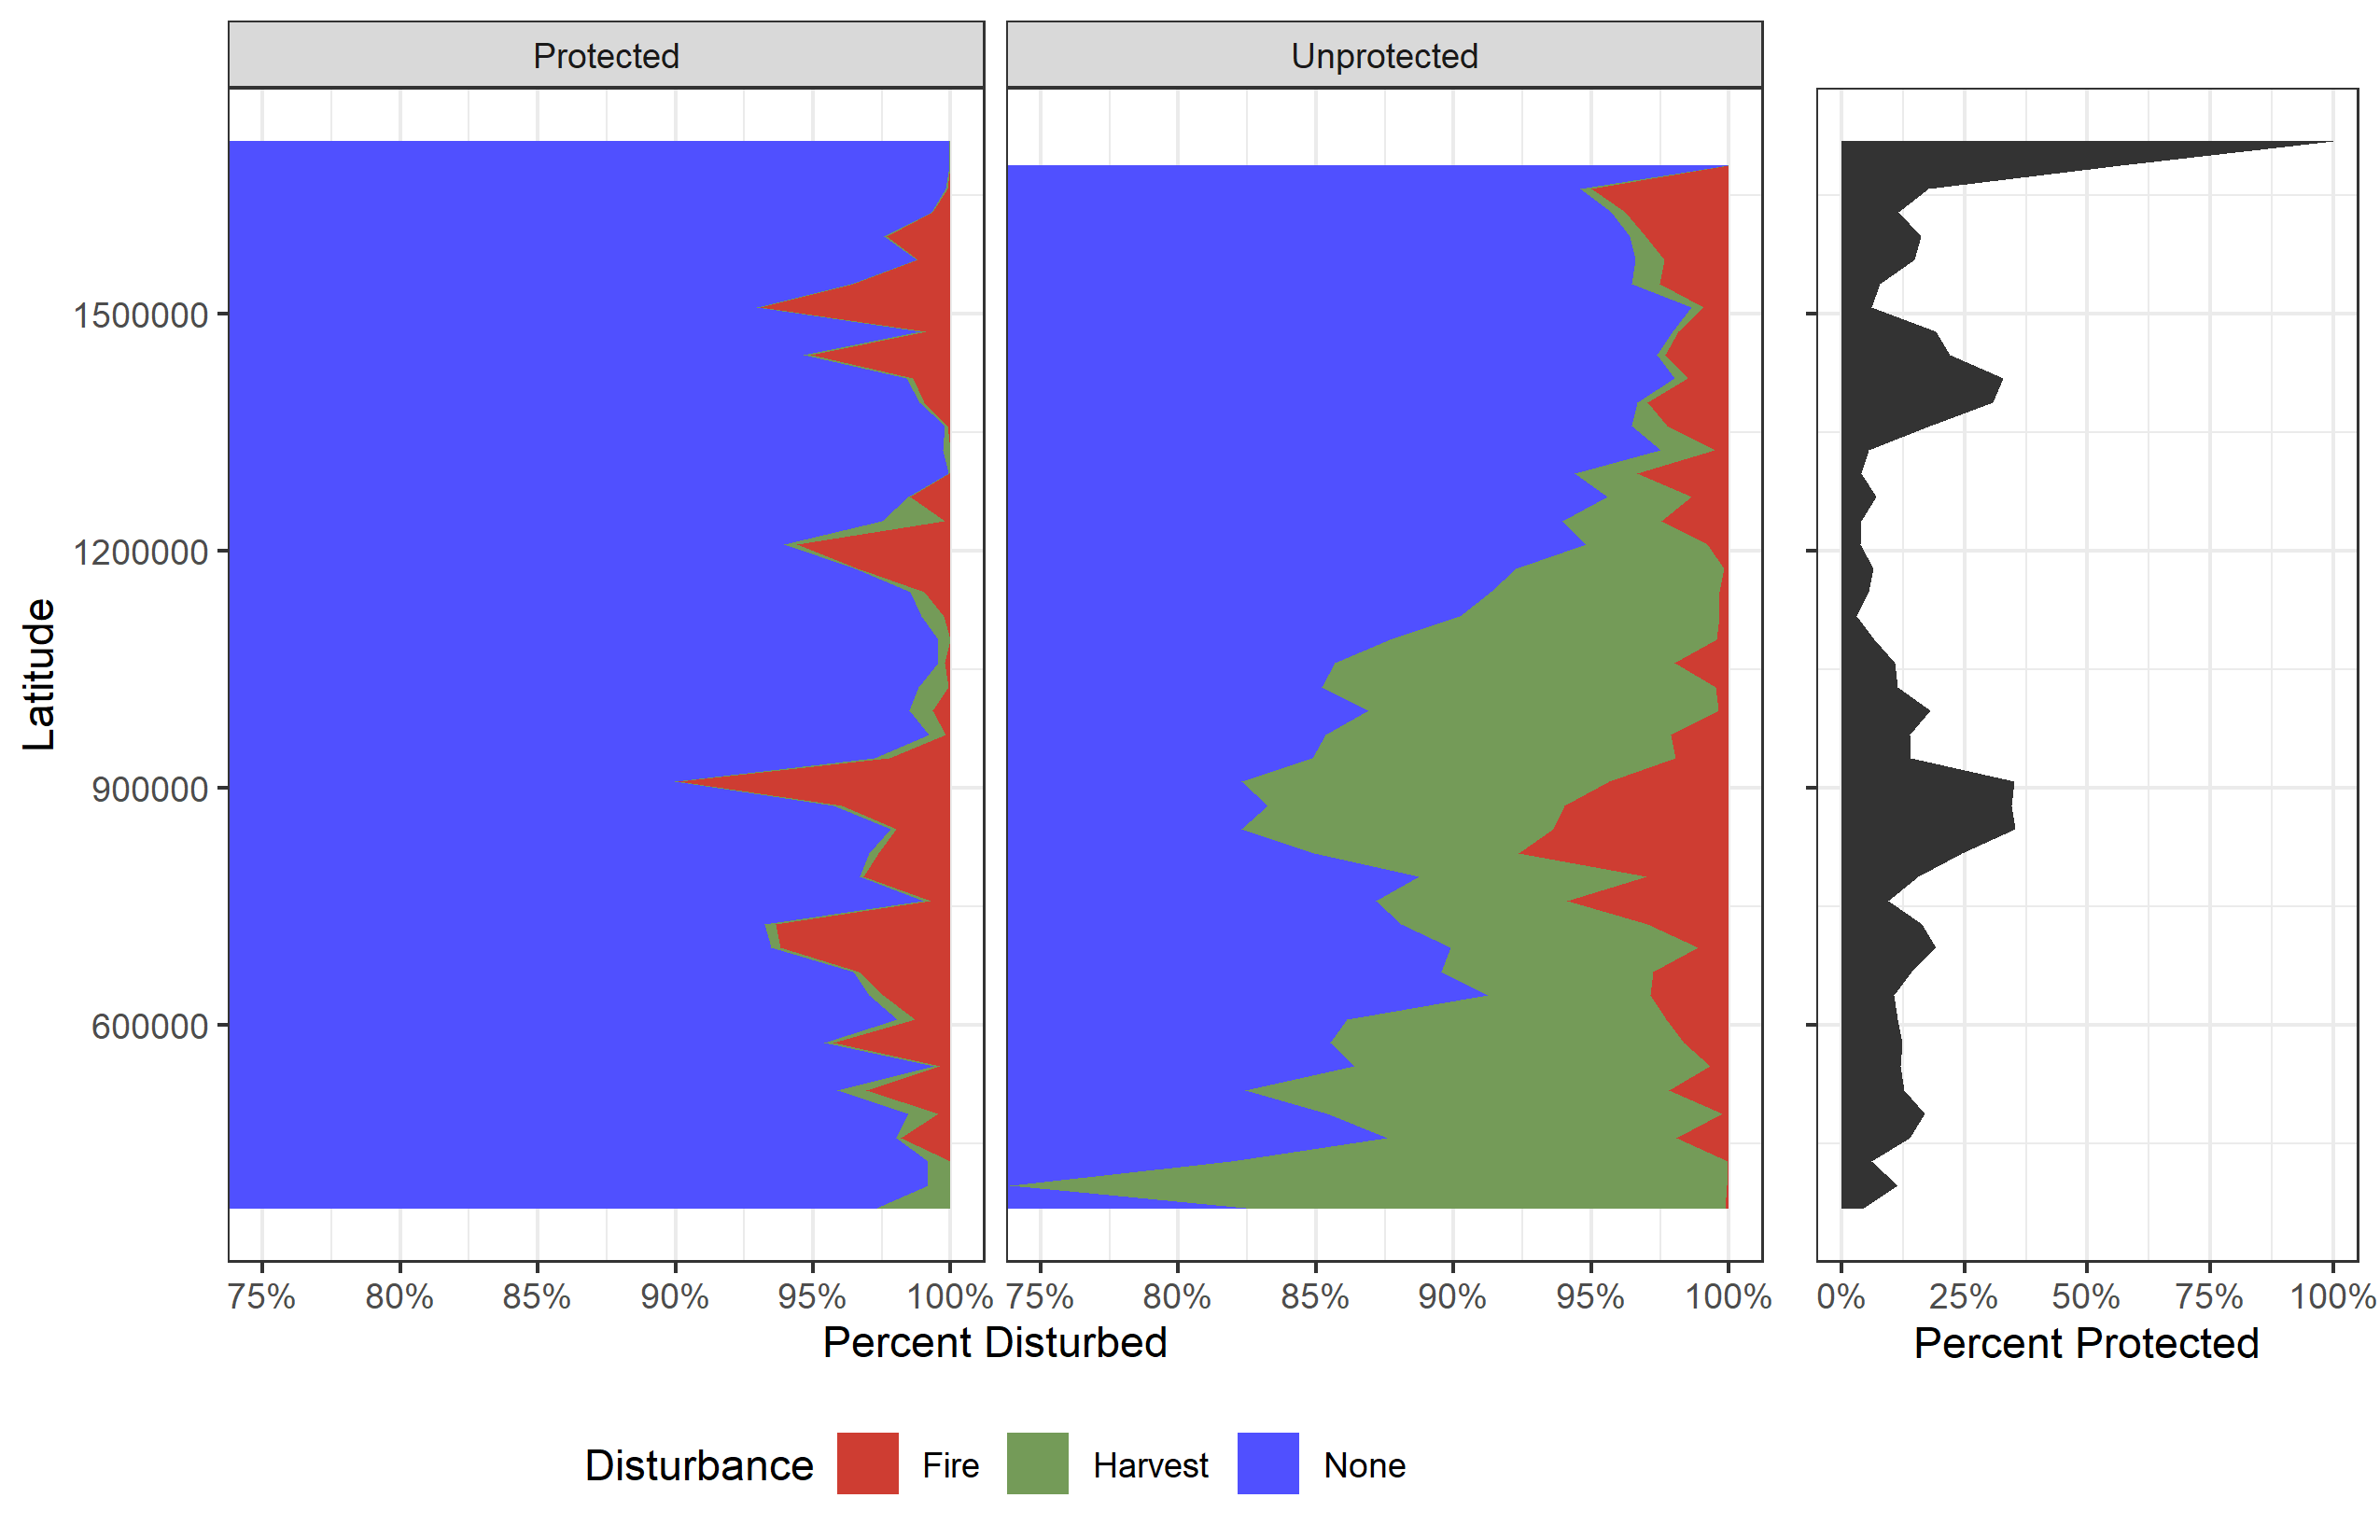 Protected
Unprotected
Latitude
1500000
1200000
900000
600000
75% 80% 85% 90% 95% 100%
75% 80% 85% 90% 95% 100%
0% 25% 50% 75% 100%
Percent Disturbed
Percent Protected
Disturbance Fire Harvest None